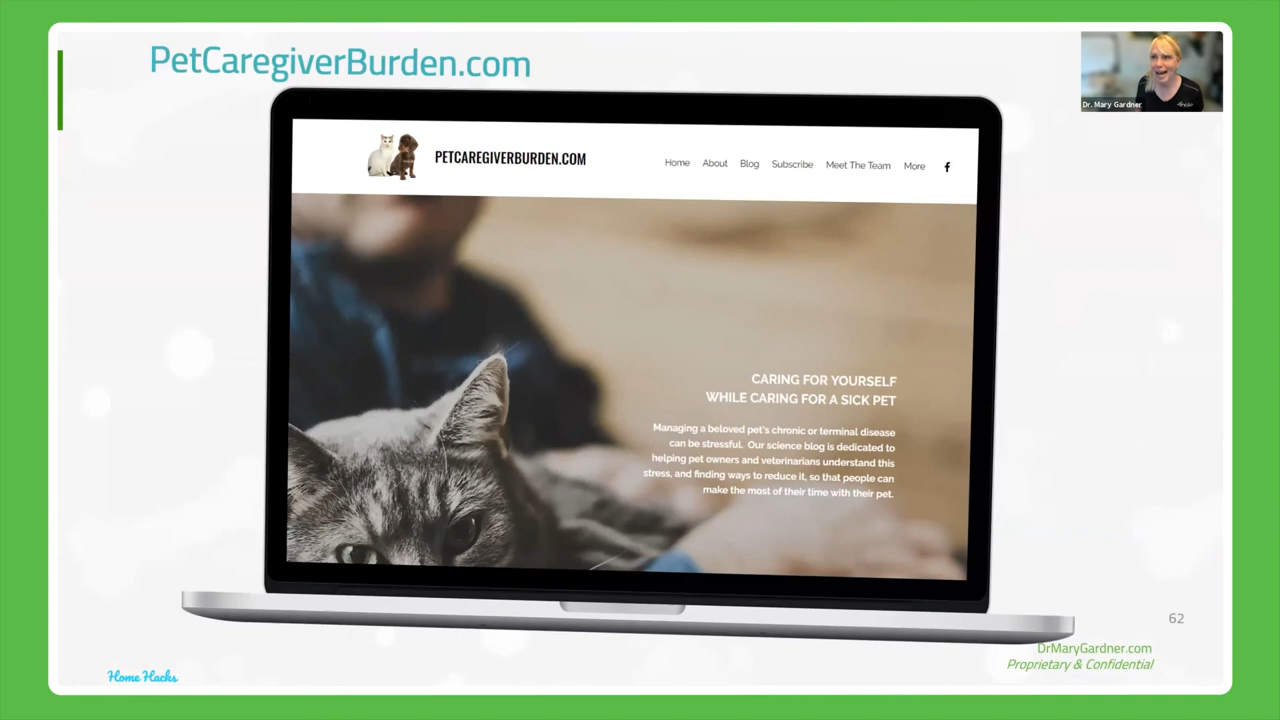 PetCaregiverBurden.com
Dr. Mary Gardner
PETCAREGIVERBURDEN.COM
Home About Blog Subscribe Meet The Team More
CARING FOR YOURSELF
WHILE CARING FOR A SICK PET
Managing a beloved pet's chronic or terminal disease
can be stressful. Our science blog is dedicated to
helping pet owners and veterinarians understand this
stress, and finding ways to reduce it, so that people can
make the most of their time with their pet.
62
DrMaryGardner.com
Proprietary & Confidential
Home Hacks